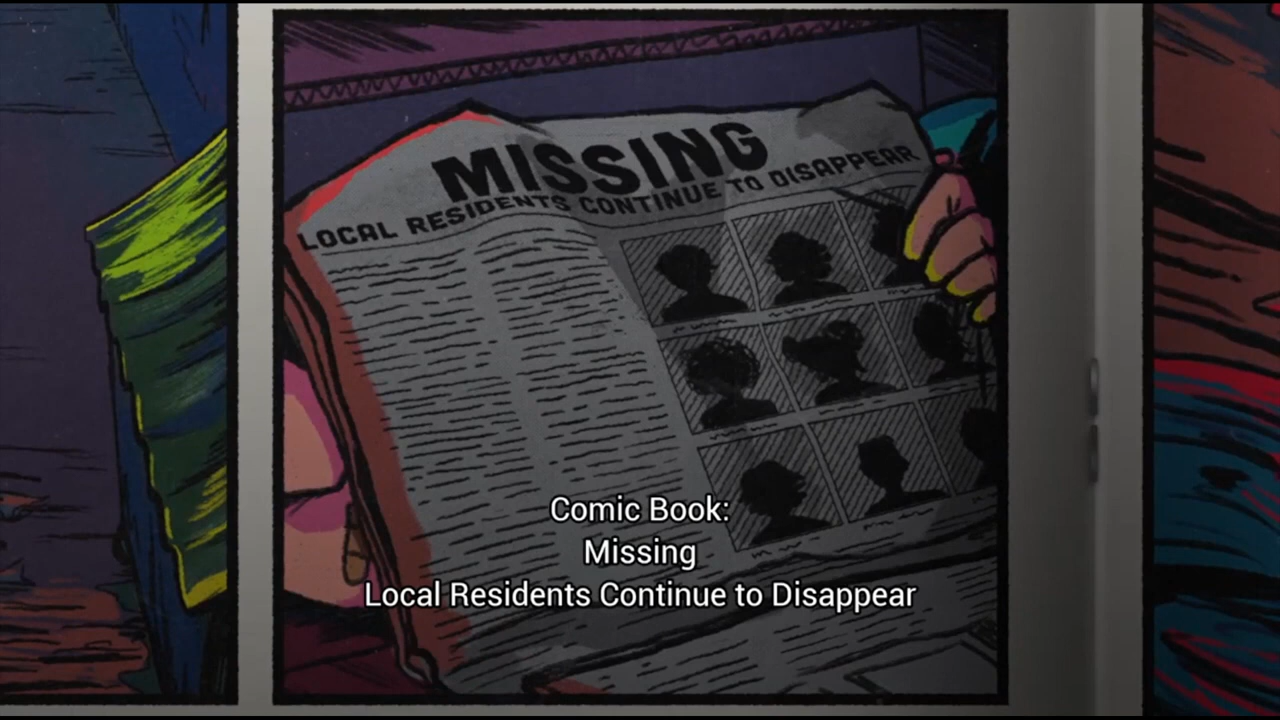 MISSING
LOCAL RESIDENTS CONTINUE TO DISAPPEAR
Comic Book:
Missing
Local Residents Continue to Disappear